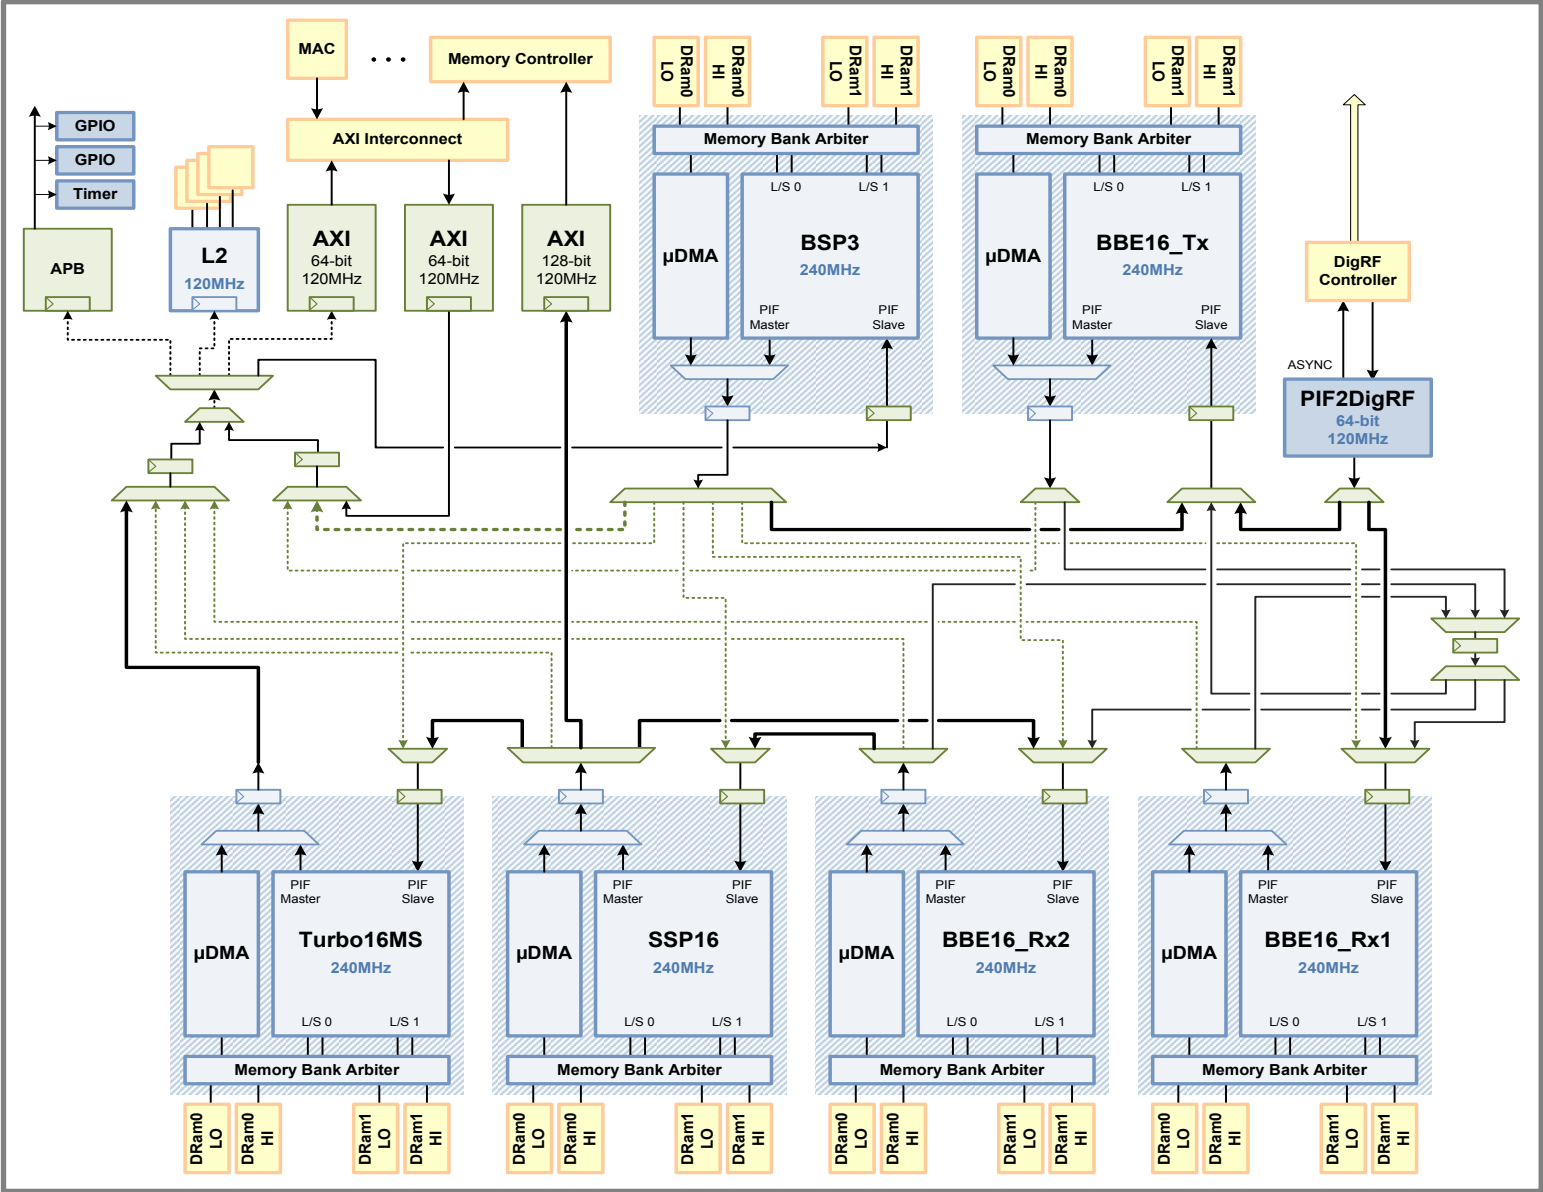 MAC
. . .
Memory Controller
AXI Interconnect
GPIO
GPIO
Timer
APB
L2
120MHz
AXI
64-bit
120MHz
AXI
64-bit
120MHz
AXI
128-bit
120MHz
DRam0
LO
DRam0
HI
DRam1
LO
DRam1
HI
Memory Bank Arbiter
L/S 0
L/S 1
µDMA
BSP3
240MHz
PIF
Master
PIF
Slave
DRam0
LO
DRam0
HI
DRam1
LO
DRam1
HI
Memory Bank Arbiter
L/S 0
L/S 1
µDMA
BBE16_Tx
240MHz
PIF
Master
PIF
Slave
DigRF
Controller
ASYNC
PIF2DigRF
64-bit
120MHz
PIF
Master
PIF
Slave
µDMA
Turbo16MS
240MHz
L/S 0
L/S 1
Memory Bank Arbiter
DRam0
LO
DRam0
HI
DRam1
LO
DRam1
HI
PIF
Master
PIF
Slave
µDMA
SSP16
240MHz
L/S 0
L/S 1
Memory Bank Arbiter
DRam0
LO
DRam0
HI
DRam1
LO
DRam1
HI
PIF
Master
PIF
Slave
µDMA
BBE16_Rx2
240MHz
L/S 0
L/S 1
Memory Bank Arbiter
DRam0
LO
DRam0
HI
DRam1
LO
DRam1
HI
PIF
Master
PIF
Slave
µDMA
BBE16_Rx1
240MHz
L/S 0
L/S 1
Memory Bank Arbiter
DRam0
LO
DRam0
HI
DRam1
LO
DRam1
HI